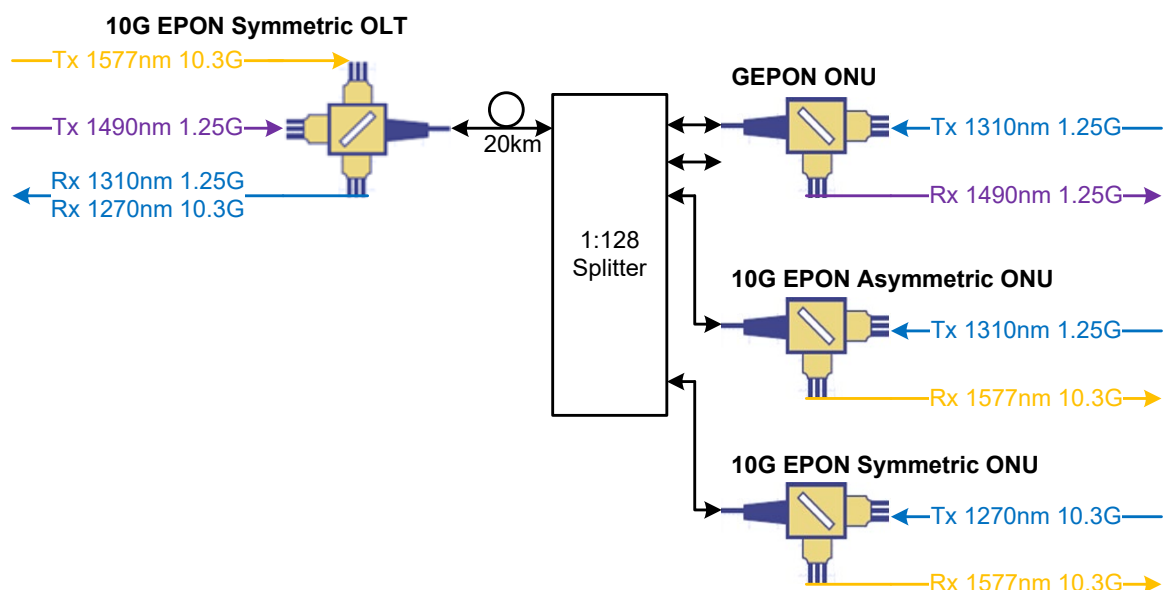 10G EPON Symmetric OLT
Tx 1577nm 10.3G
Tx 1490nm 1.25G
Rx 1310nm 1.25G
Rx 1270nm 10.3G
20km
1:128
Splitter
GEPON ONU
Tx 1310nm 1.25G
Rx 1490nm 1.25G
10G EPON Asymmetric ONU
Tx 1310nm 1.25G
Rx 1577nm 10.3G
10G EPON Symmetric ONU
Tx 1270nm 10.3G
Rx 1577nm 10.3G